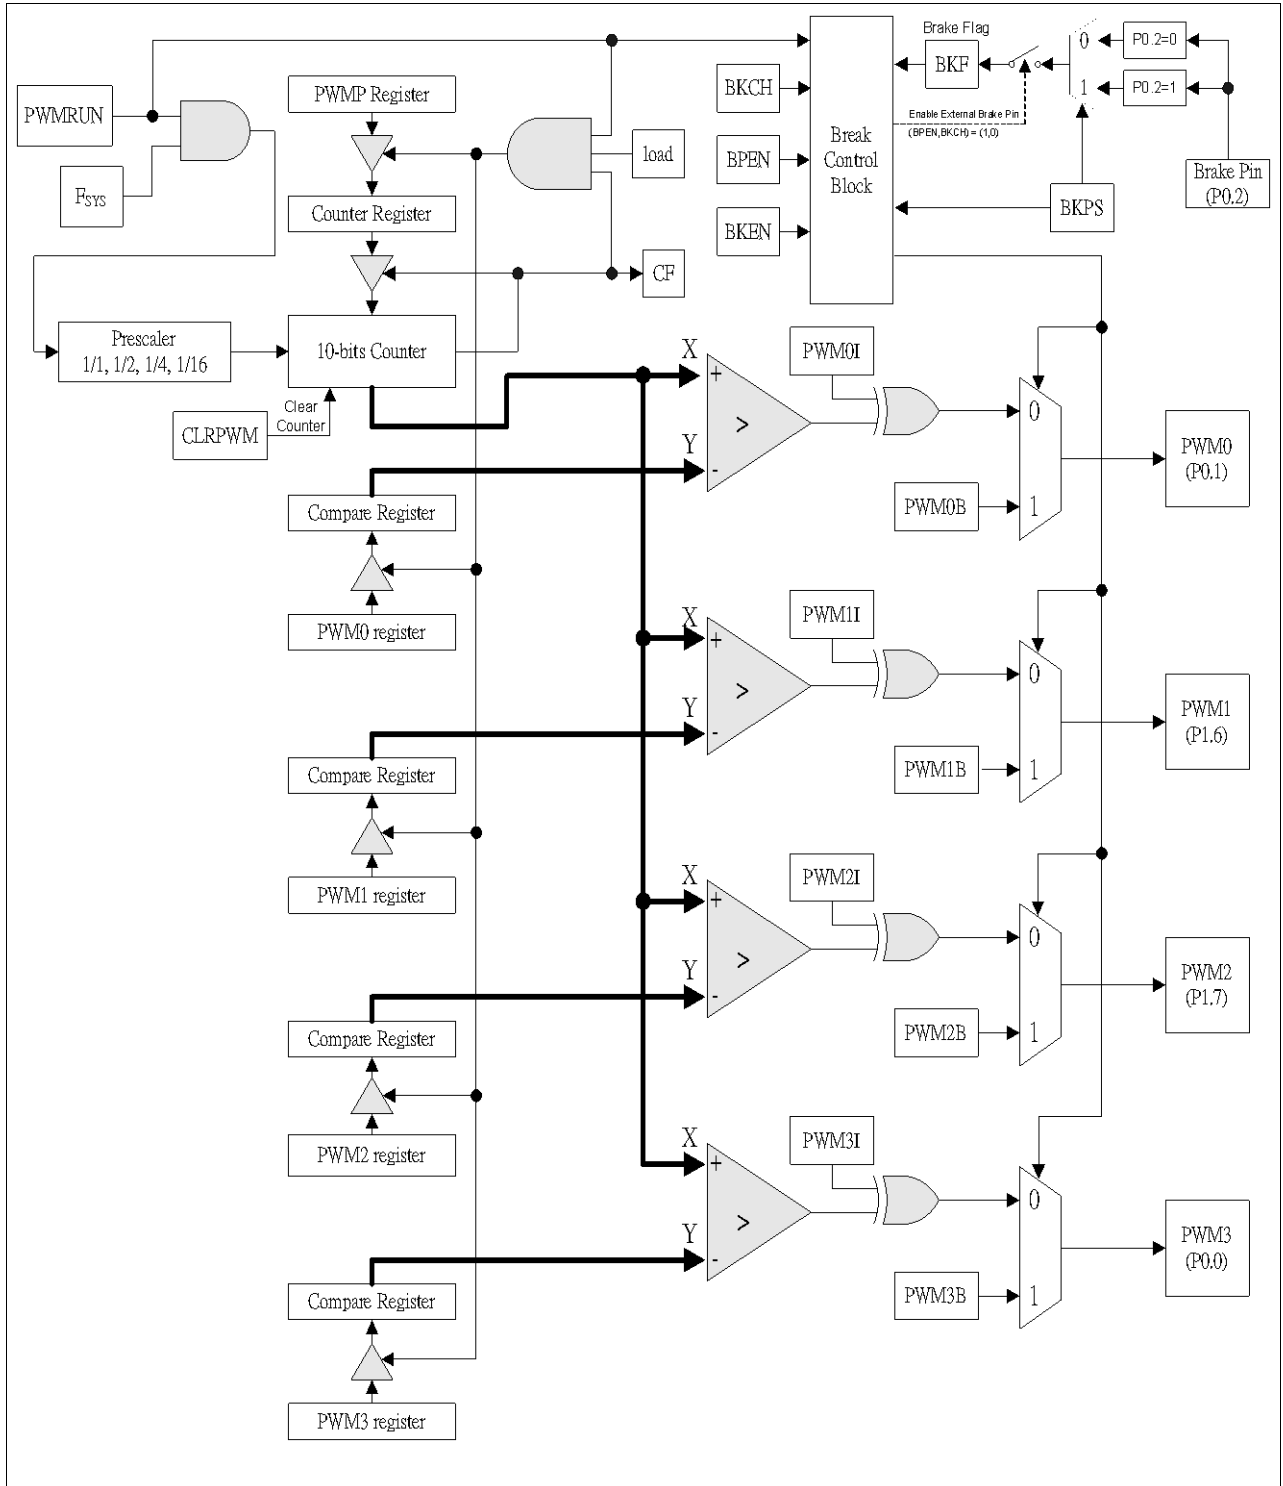 Brake Flag
PWMRUN
FSYS
PWMP Register
Counter Register
load
CF
BKCH
BPEN
BKEN
Break
Control
Block
BKF
Enable External Brake Pin
(BPEN,BKCH) = (1,0)
0
1
P0.2=0
P0.2=1
Brake Pin
(P0.2)
BKPS
Prescaler
1/1, 1/2, 1/4, 1/16
10-bits Counter
Clear
Counter
CLRPWM
X
+
Y
-
>
PWM0I
0
PWM0B
1
PWM0
(P0.1)
Compare Register
PWM0 register
X
+
Y
-
>
PWM1I
0
PWM1B
1
PWM1
(P1.6)
Compare Register
PWM1 register
X
+
Y
-
>
PWM2I
0
PWM2B
1
PWM2
(P1.7)
Compare Register
PWM2 register
X
+
Y
-
>
PWM3I
0
PWM3B
1
PWM3
(P0.0)
Compare Register
PWM3 register